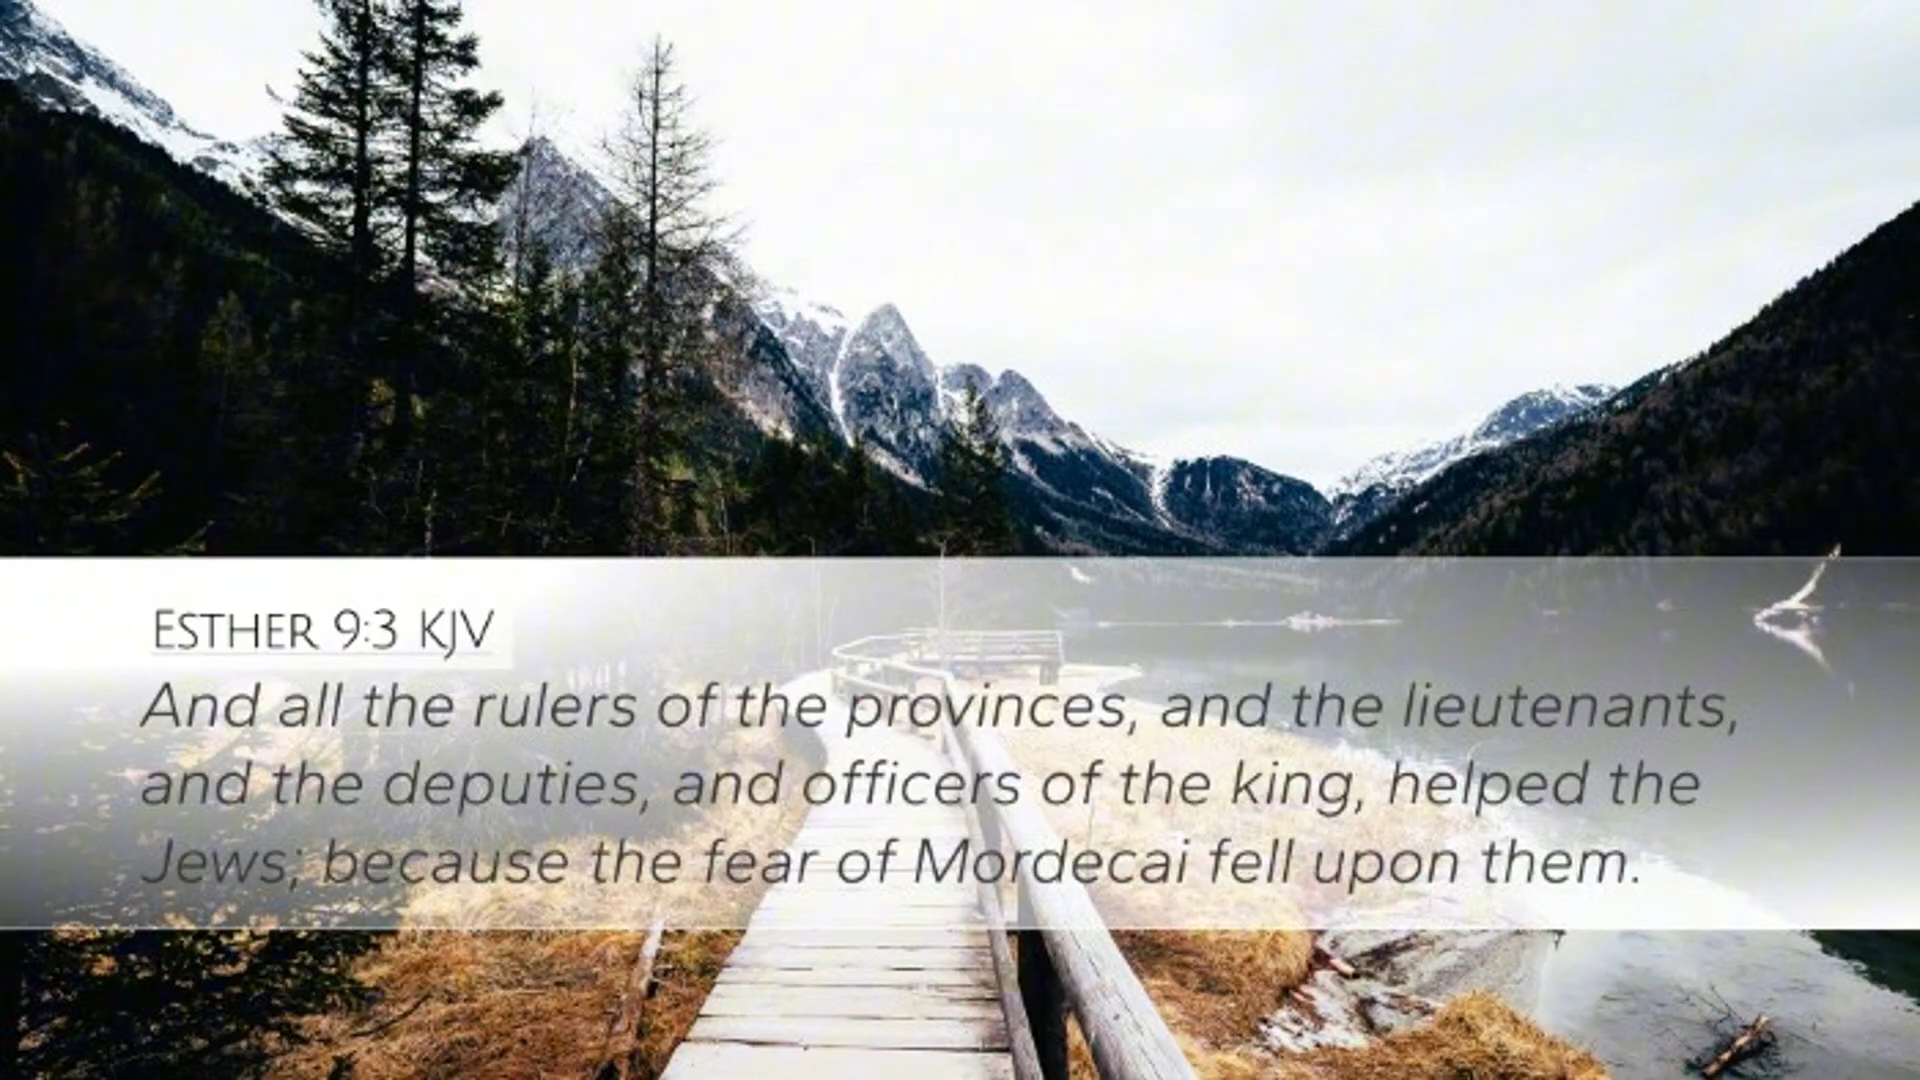 Esther 9:3 KJV
And all the rulers of the provinces, and the lieutenants,
and the deputies, and officers of the king, helped the
Jews; because the fear of Mordecai fell upon them.